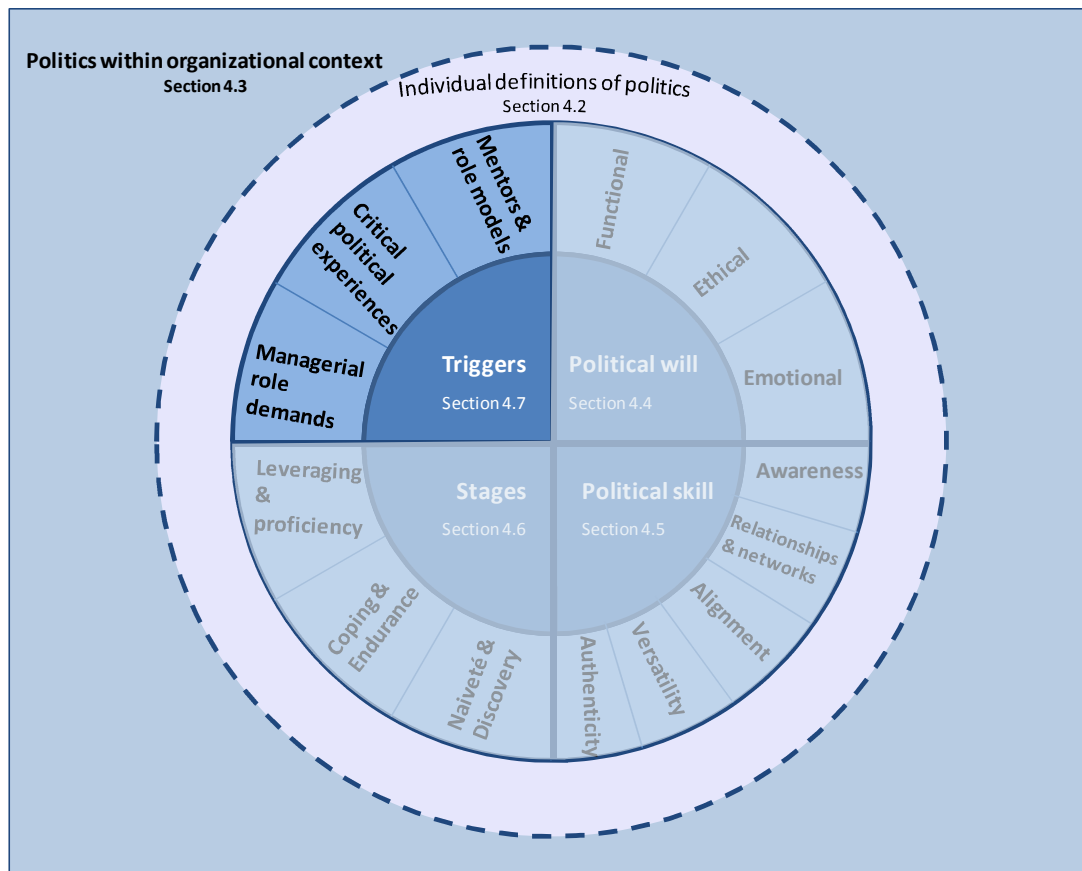 Politics within organizational context
Section 4.3
Individual definitions of politics
Section 4.2
Mentors &
role models
Critical
political
experiences
Managerial
role
demands
Triggers
Section 4.7
Functional
Ethical
Emotional
Political will
Section 4.4
Leveraging
&
proficiency
Coping &
Endurance
Naiveté &
Discovery
Stages
Section 4.6
Political skill
Section 4.5
Awareness
Relationships
& networks
Alignment
Versatility
Authenticity